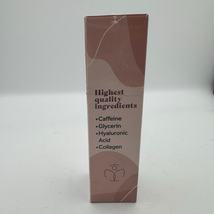 Highest
quality
ingredients
•Caffeine
•Glycerin
•Hyaluronic
Acid
•Collagen